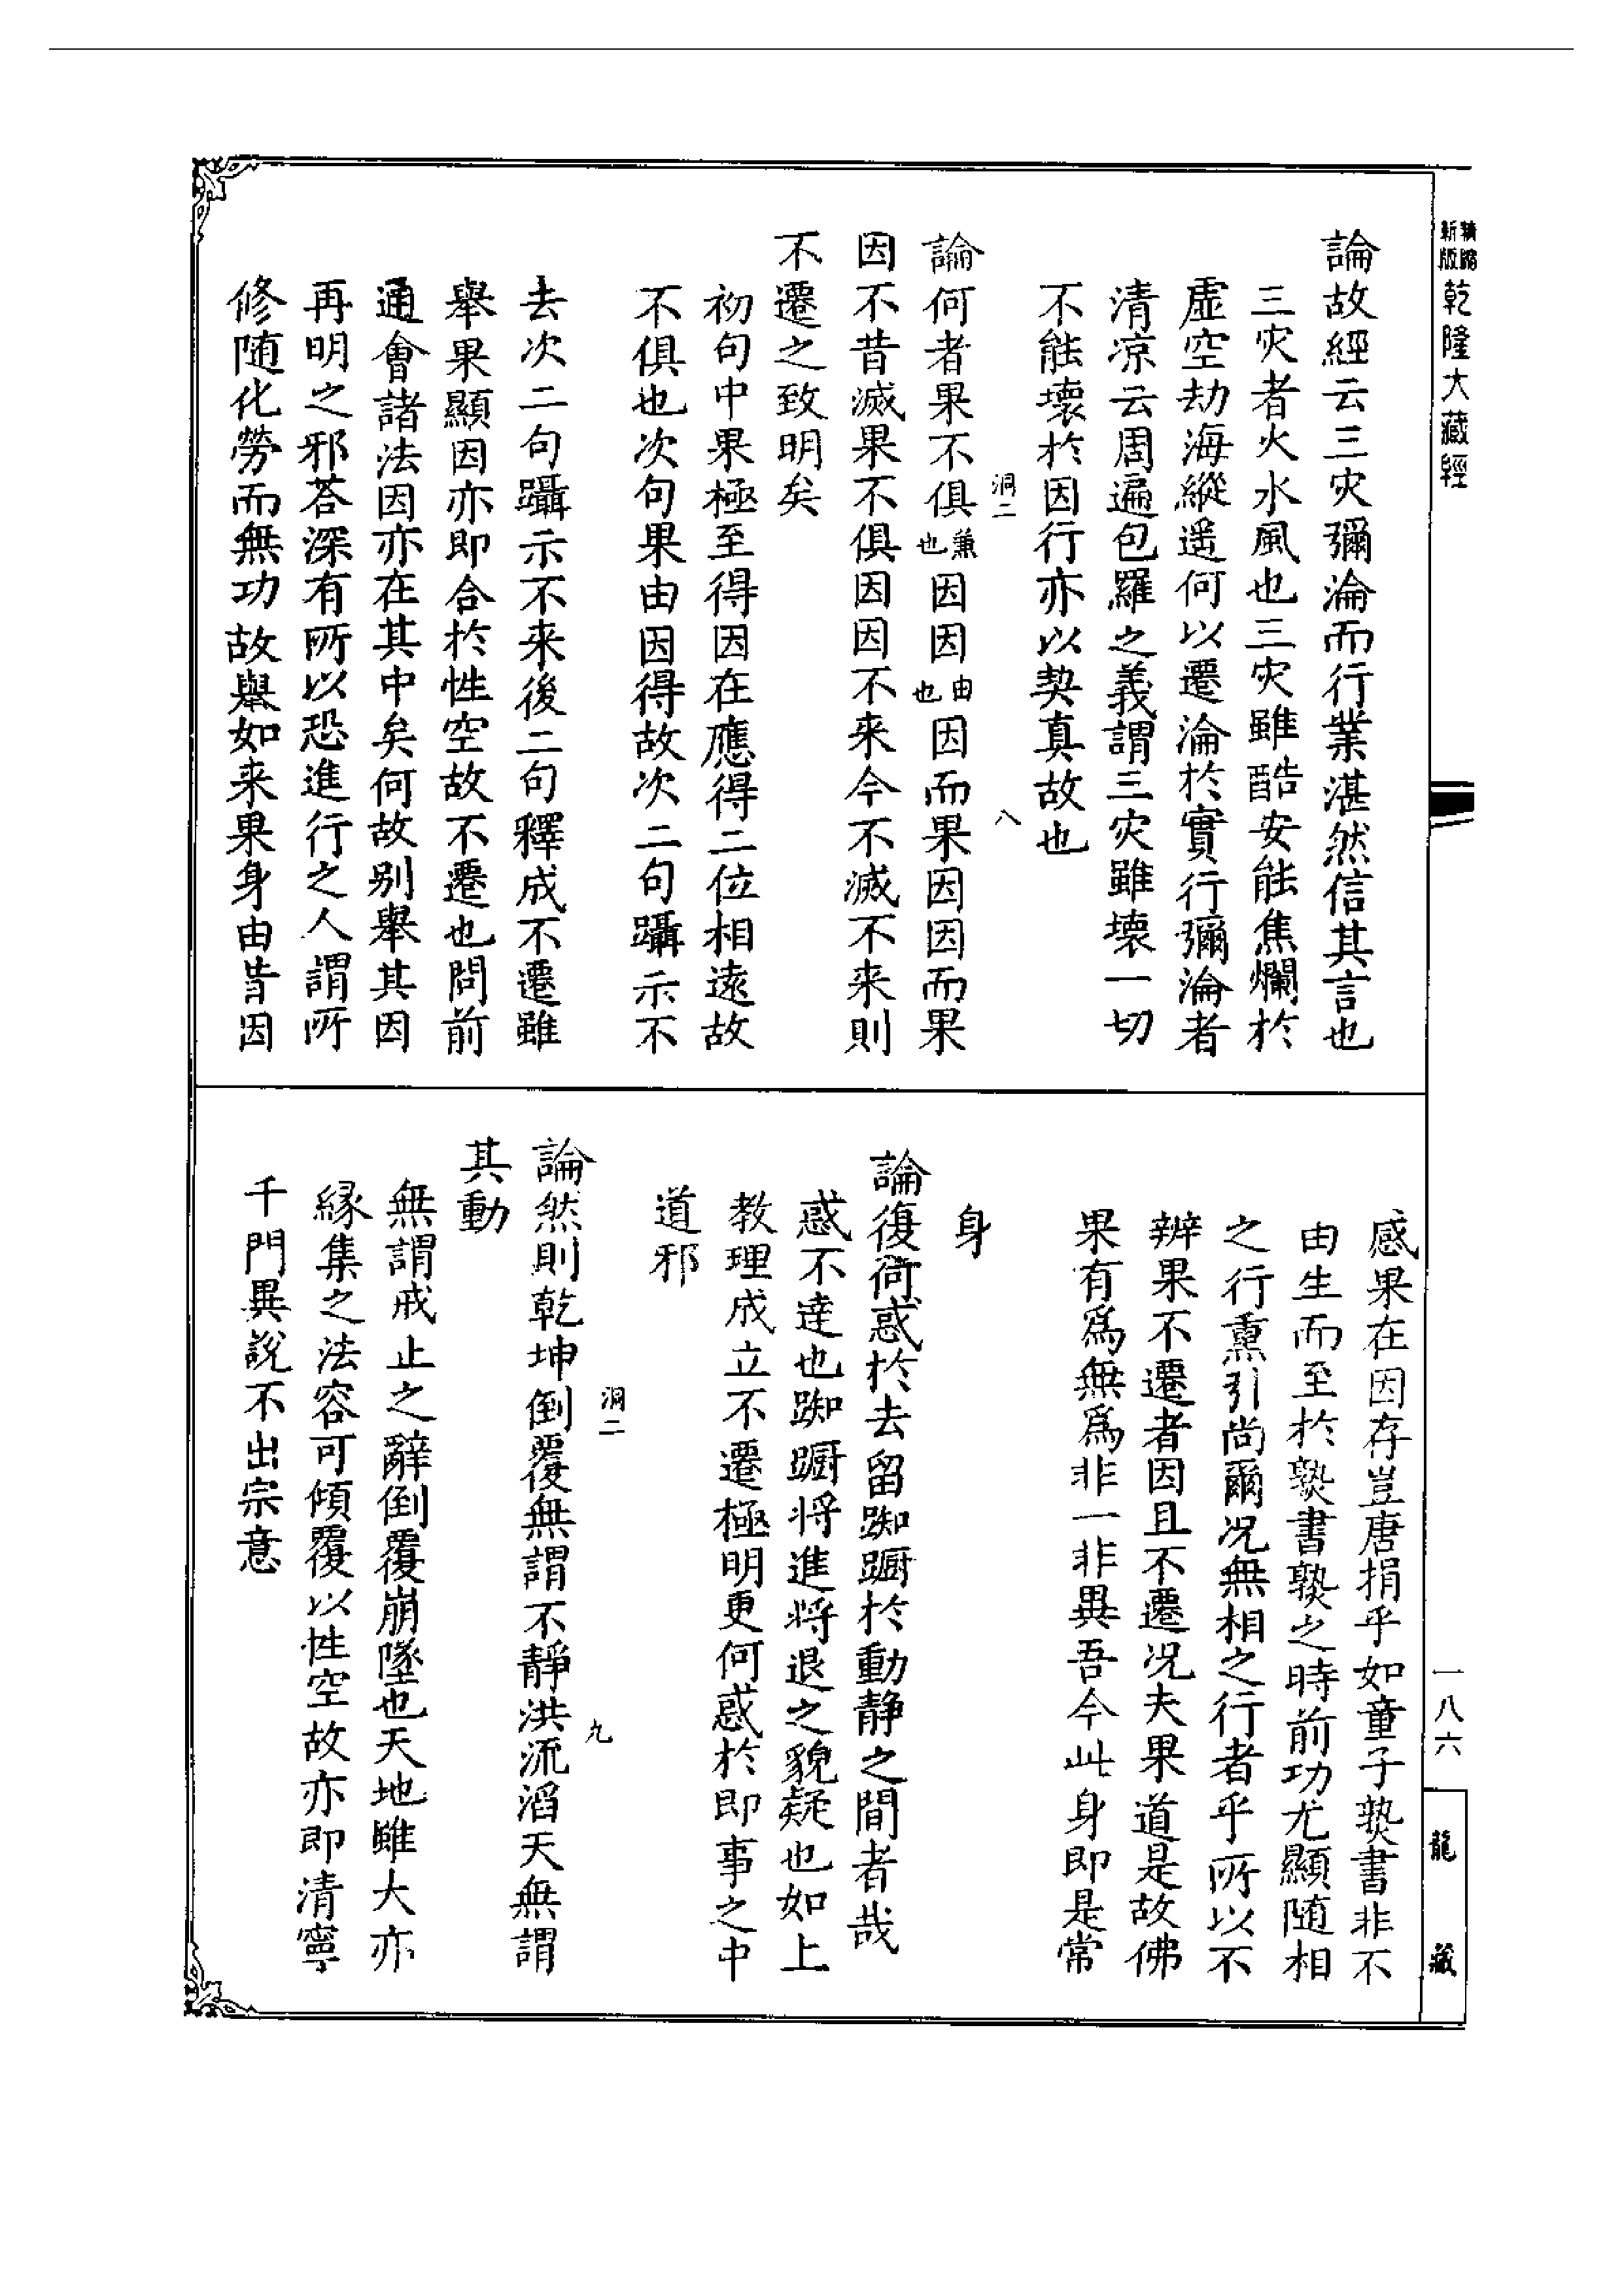 精縮
新版
乾隆大藏經
論故經云三灾彌淪而行業湛然信其言也
三灾者火水風也三灾雖酷安能焦爛於
虛空劫海縱遥何以遷淪於實行彌淪者
清凉云周遍包羅之義謂三灾雖壞一切
不能壞於因行亦以契真故也
洞二
八
論何者果不俱兼也因因由也因而果因因而果
因不昔滅果不俱因因不来今不滅不来則
不遷之致明矣
初句中果極至得因在應得二位相遠故
不俱也次句果由因得故次二句躡示不
去次二句躡示不来後二句釋成不遷雖
舉果顯因亦即合於性空故不遷也問前
通會諸法因亦在其中矣何故别舉其因
再明之邪荅深有所以恐進行之人謂所
修随化勞而無功故舉如来果身由昔因
感果在因存豈唐捐乎如童子爇書非不
由生而至於爇書爇之時前功尤顯随相
之行熏引尚爾况無相之行者乎所以不
辨果不遷者因且不遷况夫果道是故佛
果有爲無爲非一非異吾今此身即是常
身
論復何惑於去留踟躕於動静之間者哉
惑不達也踟躕将進将退之貌疑也如上
教理成立不遷極明更何惑於即事之中
道邪
洞二
九
論然則乾坤倒覆無謂不靜洪流滔天無謂
其動
無謂戒止之辭倒覆崩墜也天地雖大亦
緣集之法容可傾覆以性空故亦即清寧
千門異說不出宗意
一八六
龍藏